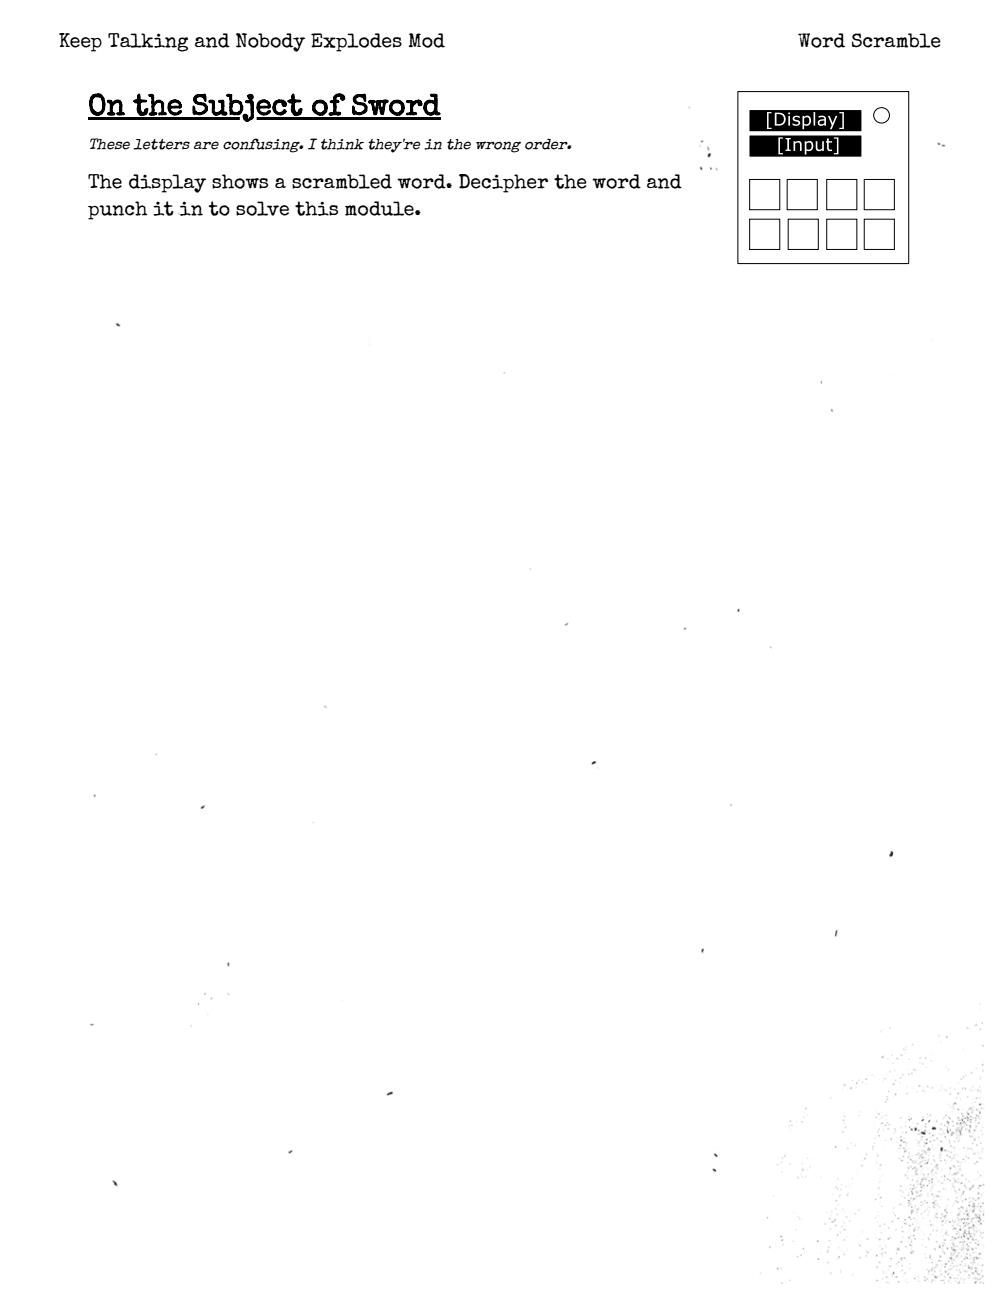 Keep Talking and Nobody Explodes Mod
Word Scramble
On the Subject of Sword
These letters are confusing. I think they're in the wrong order.
The display shows a scrambled word. Decipher the word and
punch it in to solve this module.
[Display]
[Input]